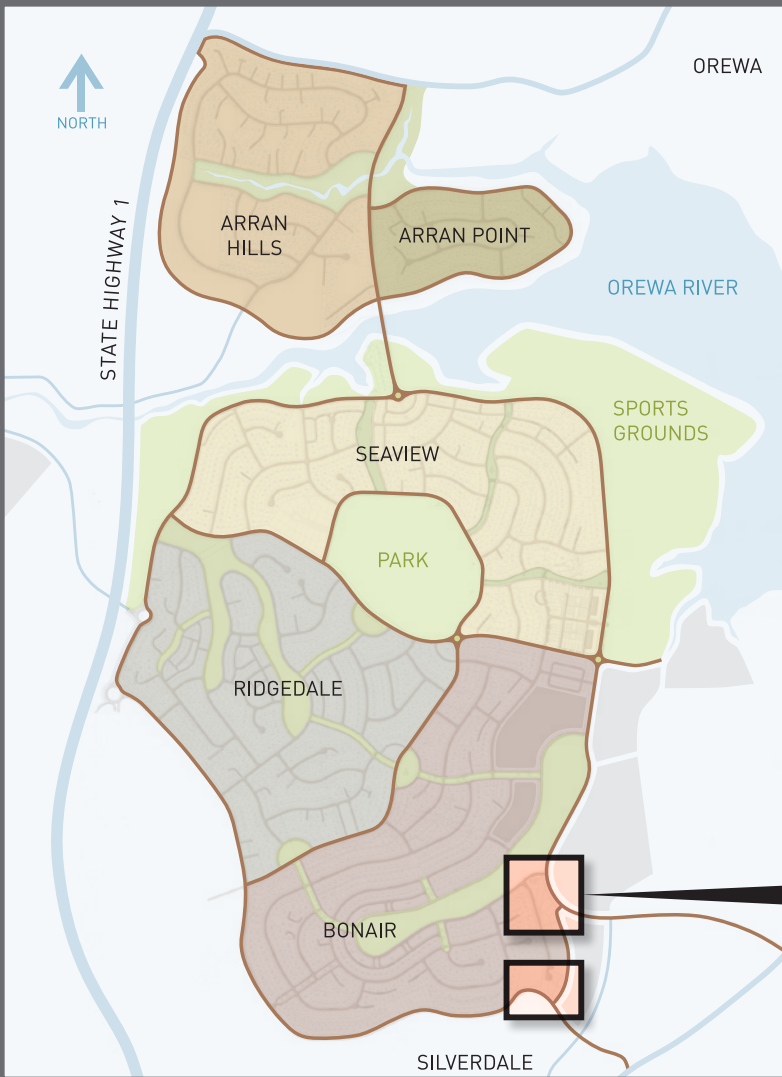 OREWA
NORTH
STATE HIGHWAY 1
ARRAN
HILLS
ARRAN POINT
OREWA RIVER
SPORTS
GROUNDS
SEAVIEW
PARK
RIDGEDALE
BONAIR
SILVERDALE